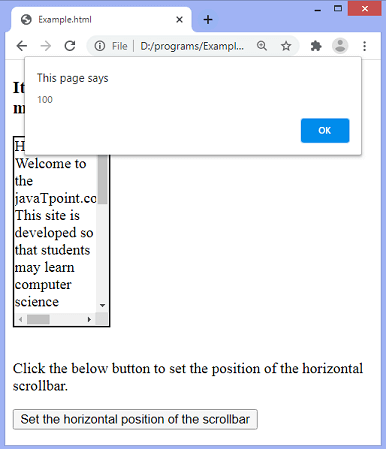 Example.html
File
D:/programs/Exampl...
This page says
100
OK
It
m
H
Welcome to
the
javaTpoint.co
This site is
developed so
that students
may learn
computer
science
Click the below button to set the position of the horizontal
scrollbar.
Set the horizontal position of the scrollbar